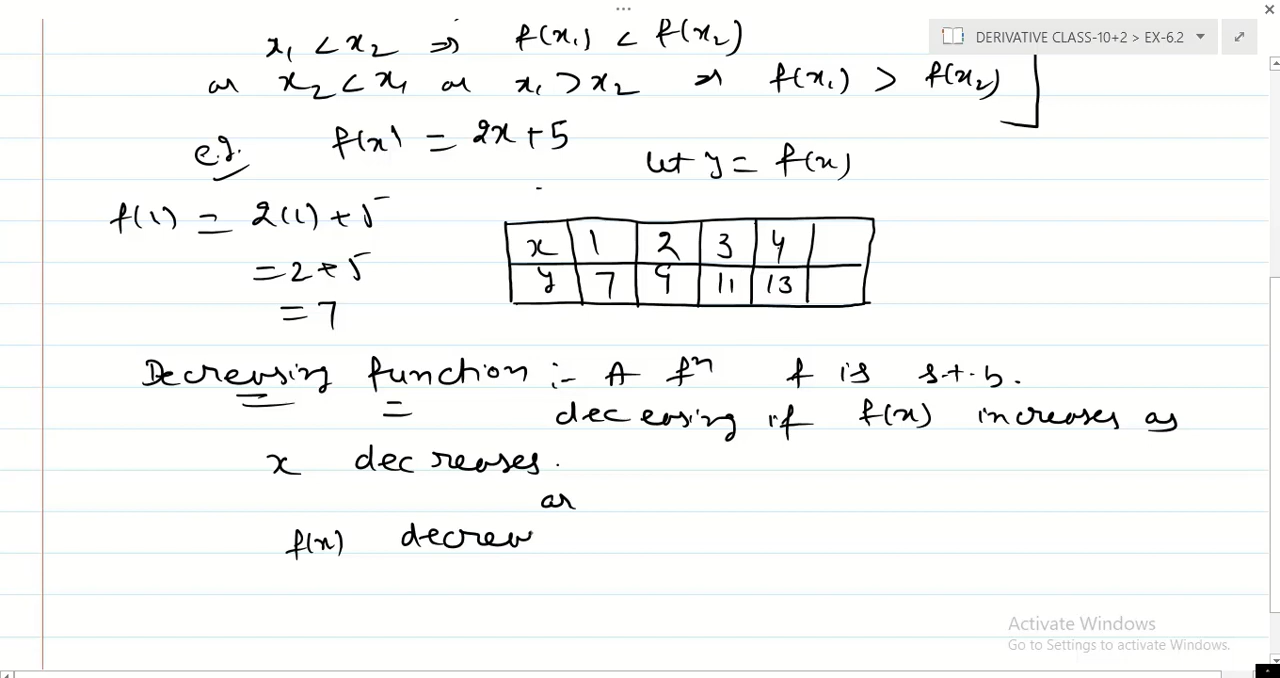 ...
DERIVATIVE CLASS-10+2 > EX-6.2
x₁ < x₂ ⇒ f(x₁) < f(x₂)
or x₂ < x₁ or x₁ > x₂ ⇒ f(x₁) > f(x₂) ]
e.g. f(x) = 2x + 5
let y = f(x)
f(1) = 2(1) + 5
= 2 + 5
= 7
x 1 2 3 4
y 7 9 11 13
Decreasing function :- A fⁿ f is s.t.b.
deceasing if f(x) increases as
x decreases.
or
f(x) decrea
Activate Windows
Go to Settings to activate Windows.